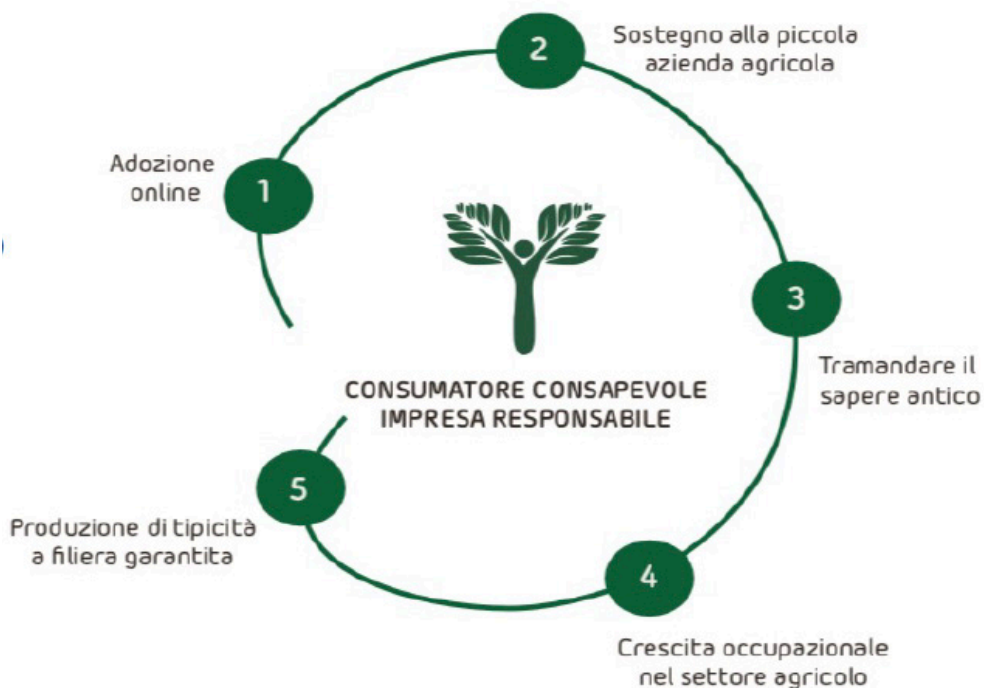 1
Adozione
online
2
Sostegno alla piccola
azienda agricola
3
Tramandare il
sapere antico
4
Crescita occupazionale
nel settore agricolo
5
Produzione di tipicità
a filiera garantita
CONSUMATORE CONSAPEVOLE
IMPRESA RESPONSABILE